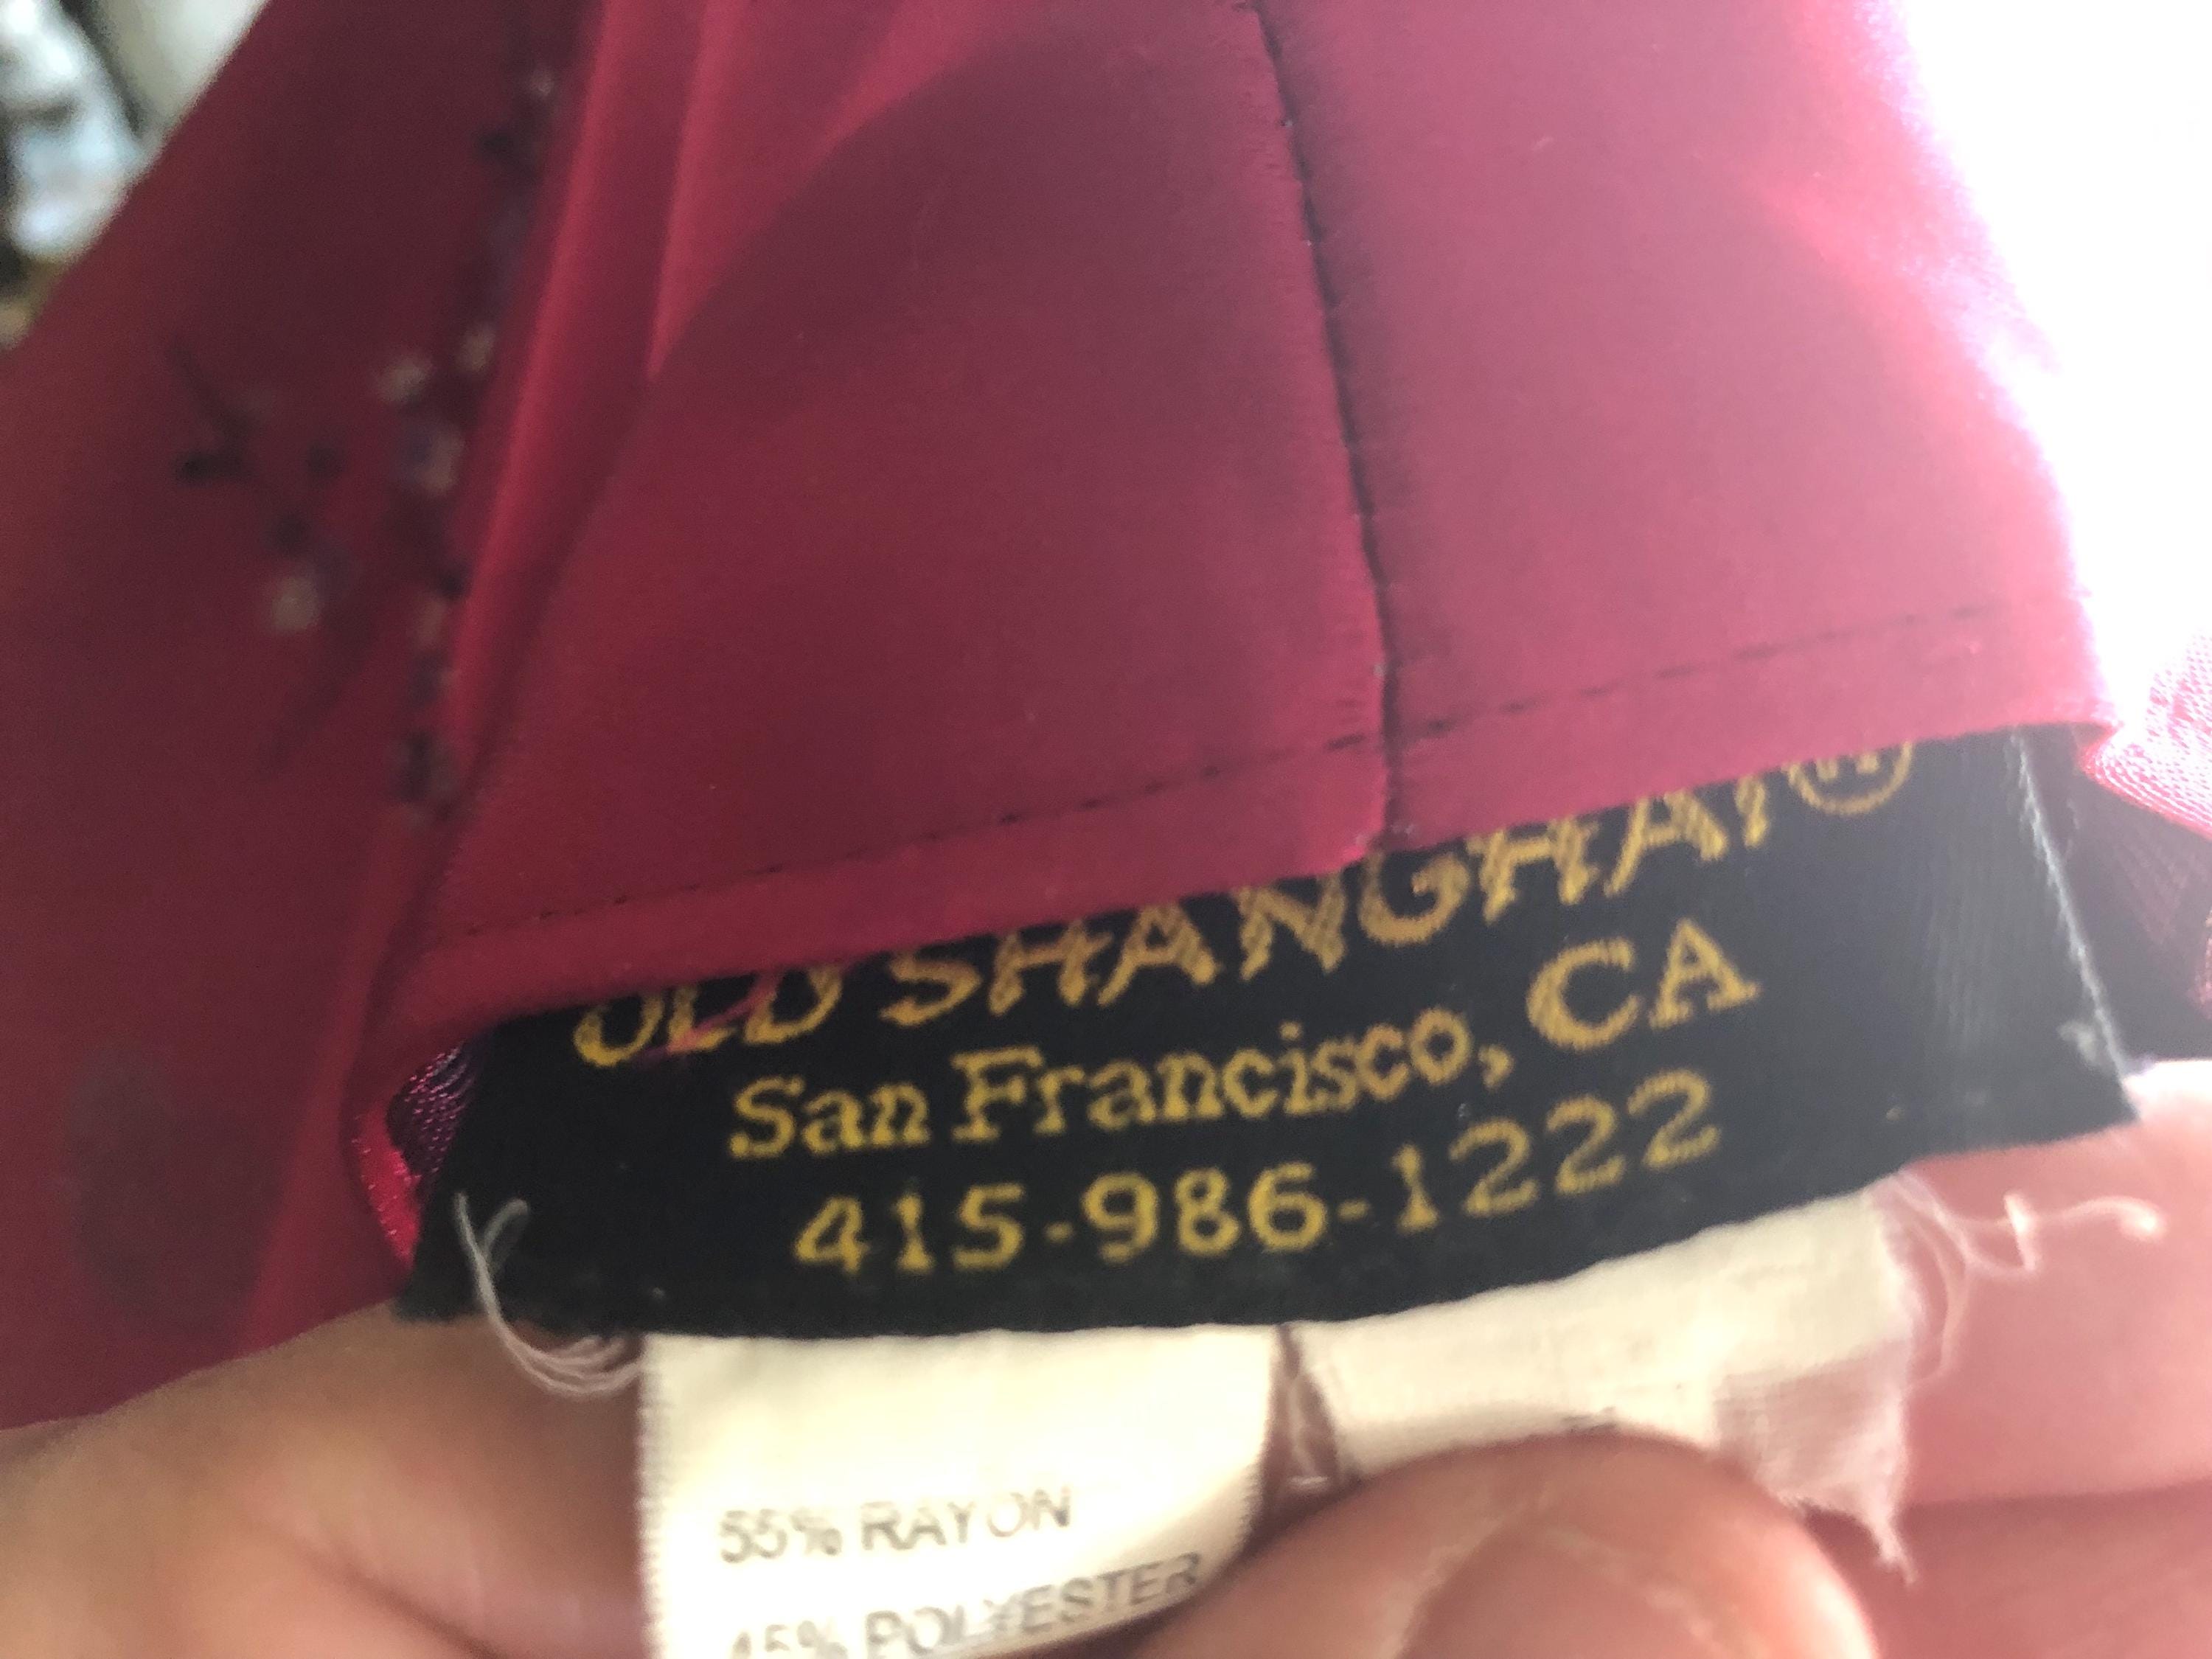 OLD SHANGHAI®
San Francisco, CA
415-986-1222
55% RAYON
45% POLYESTER